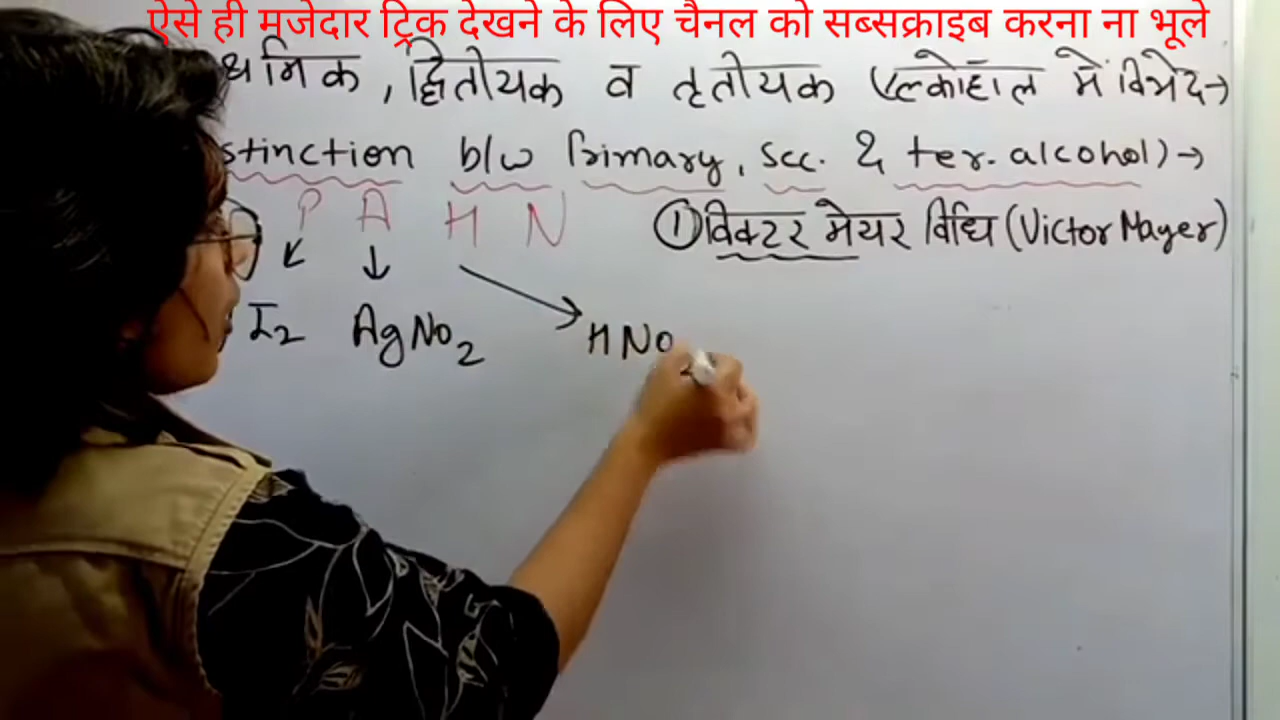 ऐसे ही मजेदार ट्रिक देखने के लिए चैनल को सब्सक्राइब करना ना भूले
थमिक , द्वितीयक व तृतीयक एल्कोहॉल में विभेद→
stinction b/w Primary, Sec. & ter. alcohol) →
P A H N ① विक्टर मेयर विधि (Victor Mayer)
I2 AgNO2 HNO